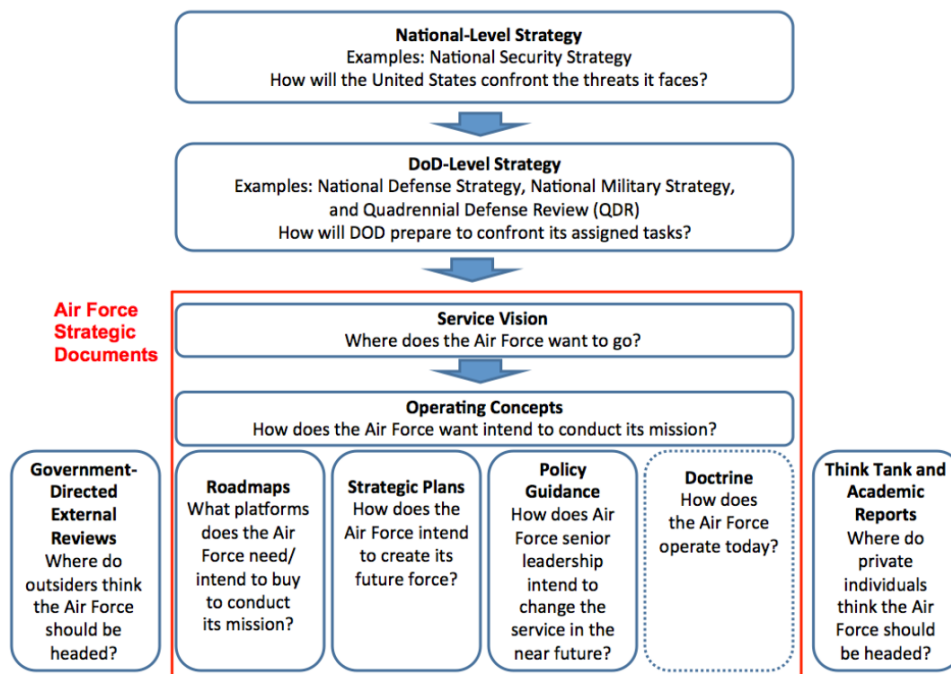 National-Level Strategy
Examples: National Security Strategy
How will the United States confront the threats it faces?
DoD-Level Strategy
Examples: National Defense Strategy, National Military Strategy,
and Quadrennial Defense Review (QDR)
How will DOD prepare to confront its assigned tasks?
Air Force
Strategic
Documents
Service Vision
Where does the Air Force want to go?
Operating Concepts
How does the Air Force want intend to conduct its mission?
Government-
Directed
External
Reviews
Where do
outsiders think
the Air Force
should be
headed?
Roadmaps
What platforms
does the Air
Force need/
intend to buy
to conduct
its mission?
Strategic Plans
How does the
Air Force intend
to create its
future force?
Policy
Guidance
How does Air
Force senior
leadership
intend to
change the
service in the
near future?
Doctrine
How does
the Air Force
operate today?
Think Tank and
Academic
Reports
Where do
private
individuals
think the Air
Force should
be headed?